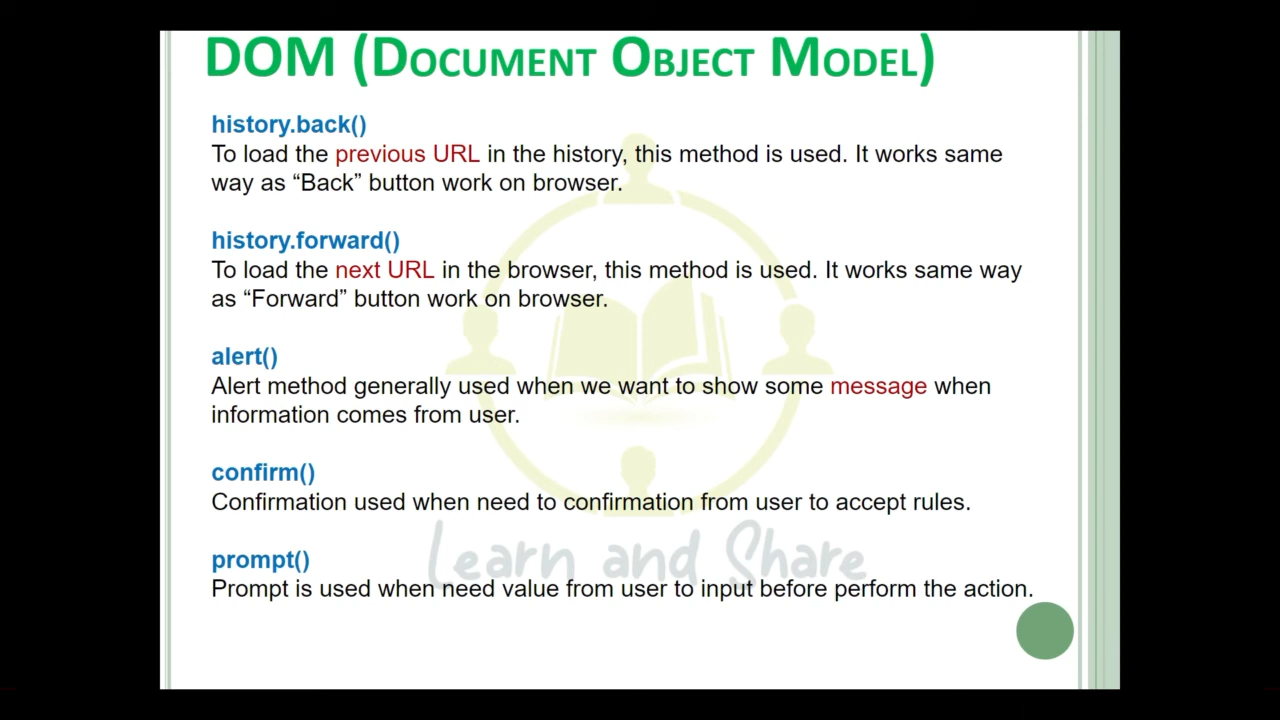 DOM (DOCUMENT OBJECT MODEL)
history.back()
To load the previous URL in the history, this method is used. It works same
way as “Back” button work on browser.
history.forward()
To load the next URL in the browser, this method is used. It works same way
as “Forward” button work on browser.
alert()
Alert method generally used when we want to show some message when
information comes from user.
confirm()
Confirmation used when need to confirmation from user to accept rules.
Learn and Share
prompt()
Prompt is used when need value from user to input before perform the action.